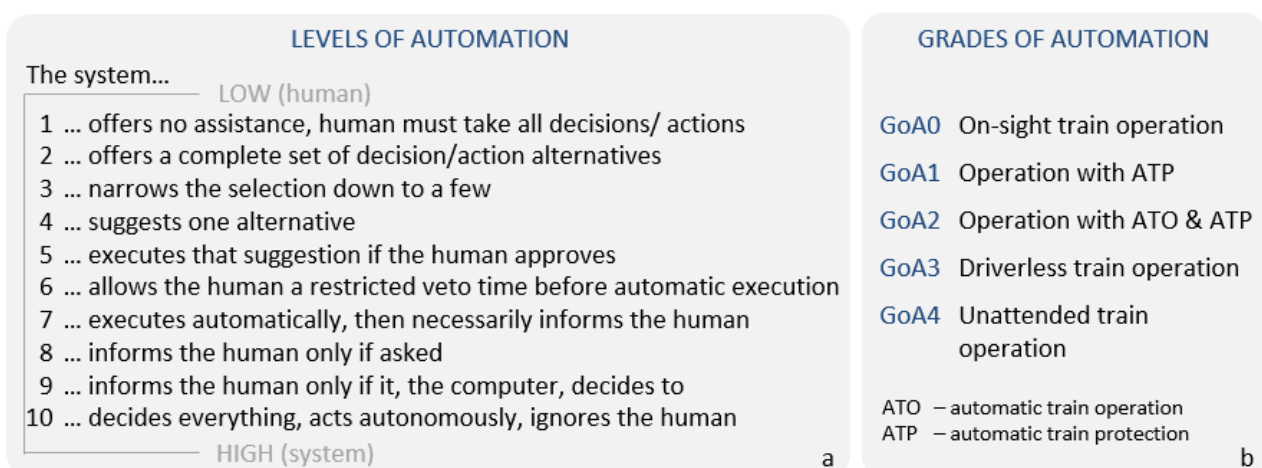 LEVELS OF AUTOMATION
The system...
LOW (human)
1 ... offers no assistance, human must take all decisions/ actions
2 ... offers a complete set of decision/action alternatives
3 ... narrows the selection down to a few
4 ... suggests one alternative
5 ... executes that suggestion if the human approves
6 ... allows the human a restricted veto time before automatic execution
7 ... executes automatically, then necessarily informs the human
8 ... informs the human only if asked
9 ... informs the human only if it, the computer, decides to
10 ... decides everything, acts autonomously, ignores the human
HIGH (system)
a
GRADES OF AUTOMATION
GoA0 On-sight train operation
GoA1 Operation with ATP
GoA2 Operation with ATO & ATP
GoA3 Driverless train operation
GoA4 Unattended train
operation
ATO – automatic train operation
ATP – automatic train protection
b